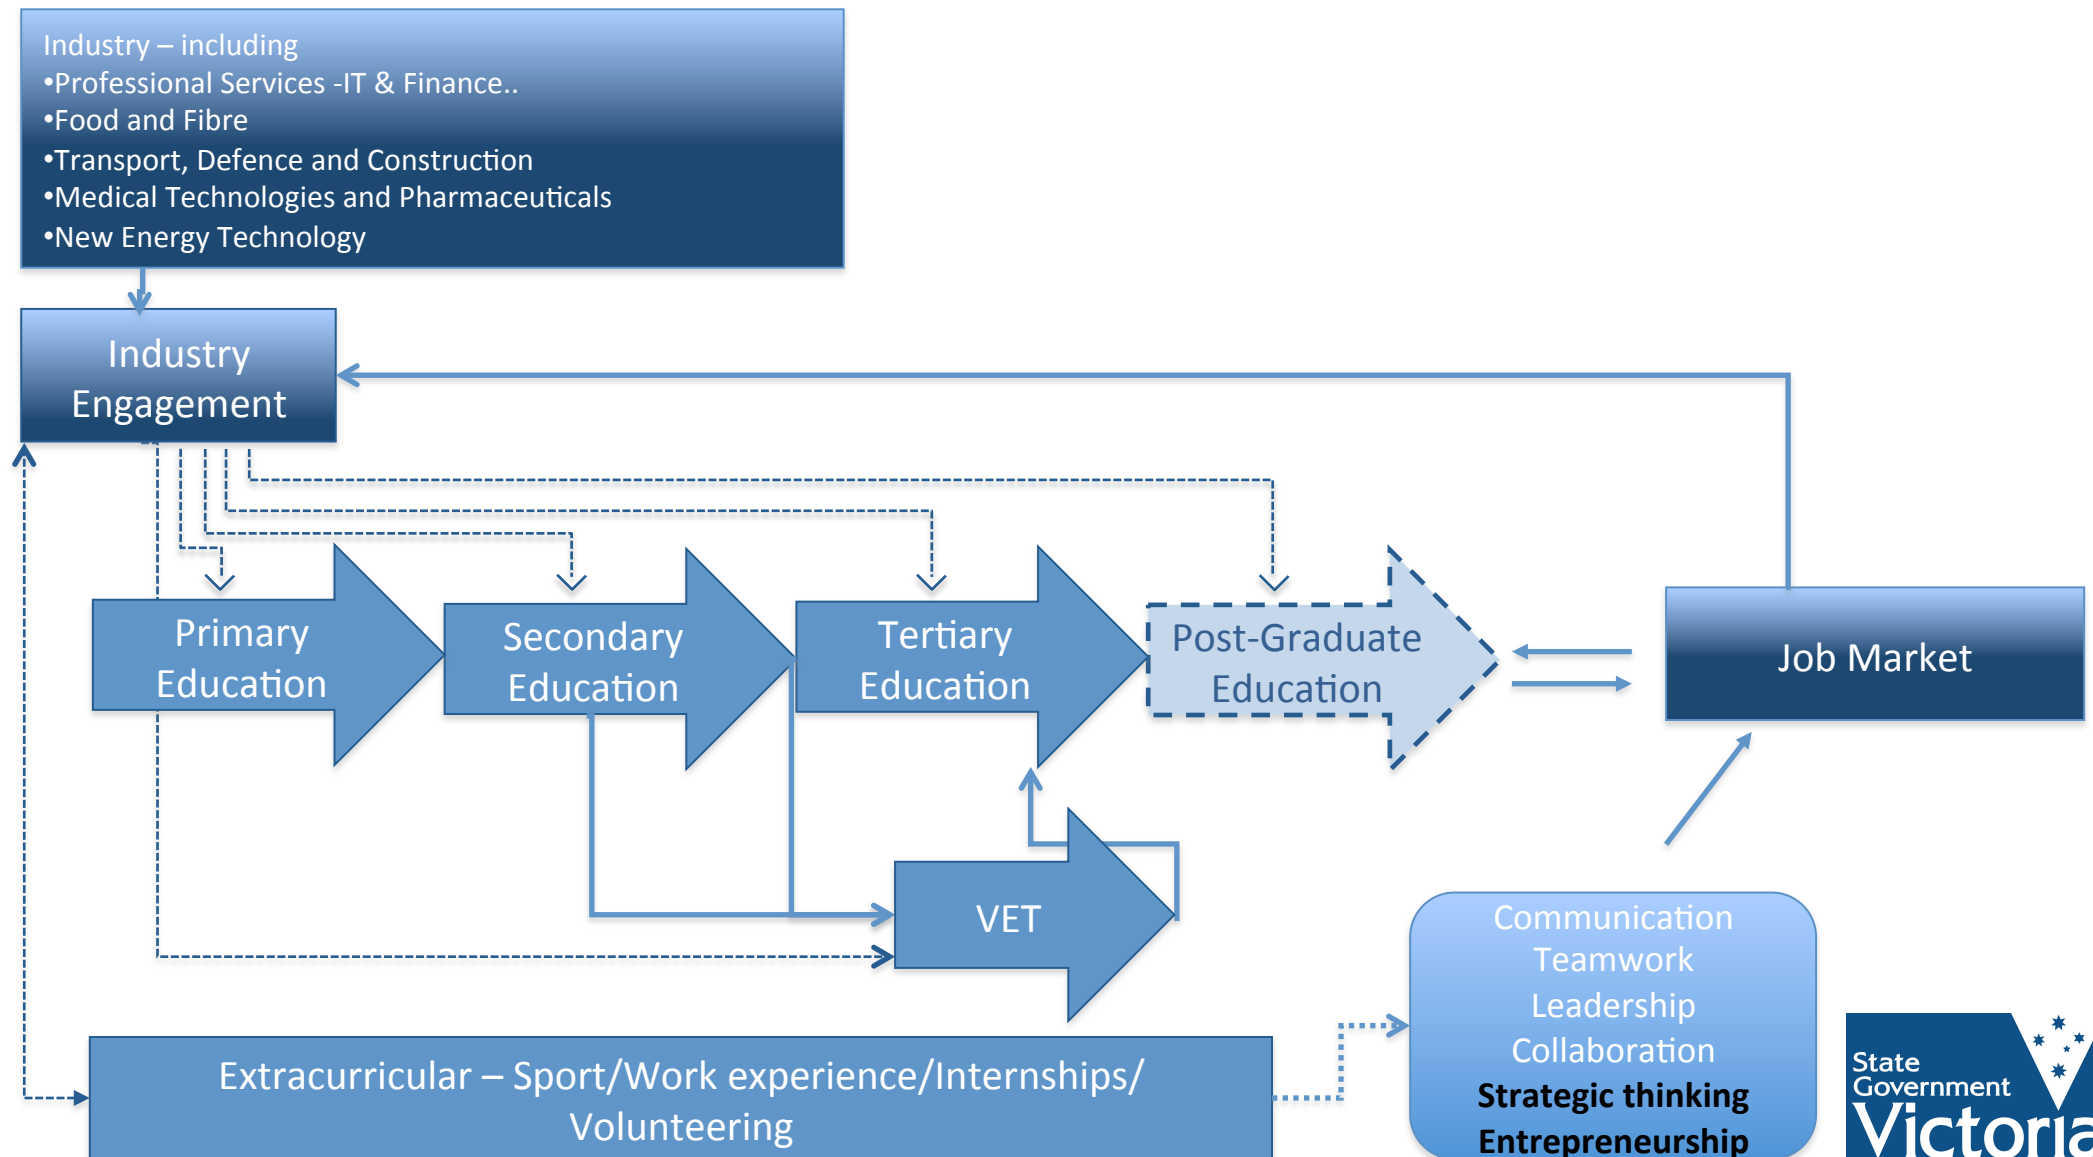 Industry – including
•Professional Services -IT & Finance..
•Food and Fibre
•Transport, Defence and Construction
•Medical Technologies and Pharmaceuticals
•New Energy Technology
Industry
Engagement
Primary
Education
Secondary
Education
Tertiary
Education
Post-Graduate
Education
Job Market
VET
Communication
Teamwork
Leadership
Collaboration
Strategic thinking
Entrepreneurship
Extracurricular – Sport/Work experience/Internships/
Volunteering
State
Government
Victoria